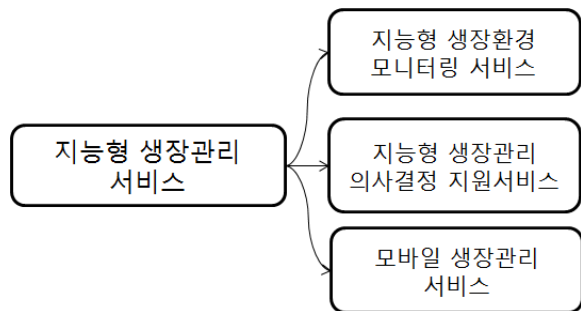 지능형 생장환경
모니터링 서비스
지능형 생장관리
서비스
지능형 생장관리
의사결정 지원서비스
모바일 생장관리
서비스